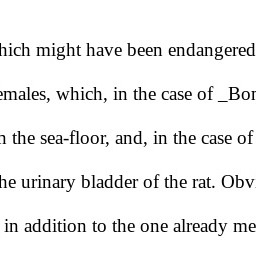 hich might have been endangered
emales, which, in the case of _Bon
n the sea-floor, and, in the case of
he urinary bladder of the rat. Obv
in addition to the one already me